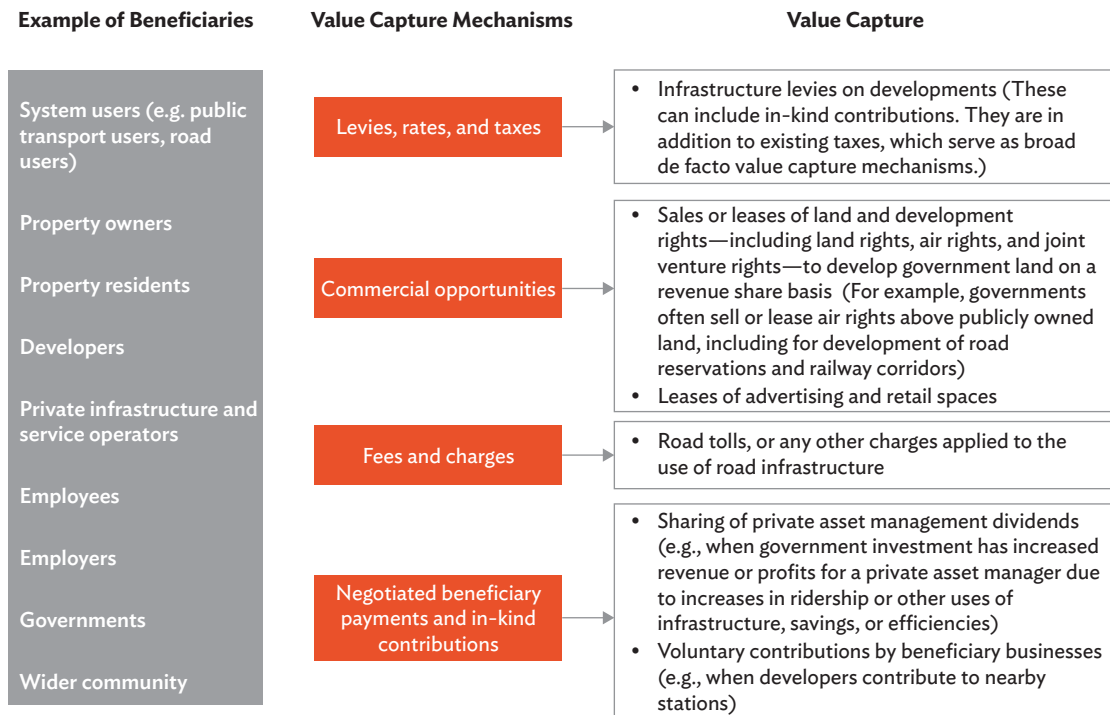 Example of Beneficiaries
Value Capture Mechanisms
Value Capture
System users (e.g. public
transport users, road
users)
Property owners
Property residents
Developers
Private infrastructure and
service operators
Employees
Employers
Governments
Wider community
Levies, rates, and taxes
• Infrastructure levies on developments (These
can include in-kind contributions. They are in
addition to existing taxes, which serve as broad
de facto value capture mechanisms.)
Commercial opportunities
• Sales or leases of land and development
rights—including land rights, air rights, and joint
venture rights—to develop government land on a
revenue share basis (For example, governments
often sell or lease air rights above publicly owned
land, including for development of road
reservations and railway corridors)
• Leases of advertising and retail spaces
Fees and charges
• Road tolls, or any other charges applied to the
use of road infrastructure
Negotiated beneficiary
payments and in-kind
contributions
• Sharing of private asset management dividends
(e.g., when government investment has increased
revenue or profits for a private asset manager due
to increases in ridership or other uses of
infrastructure, savings, or efficiencies)
• Voluntary contributions by beneficiary businesses
(e.g., when developers contribute to nearby
stations)